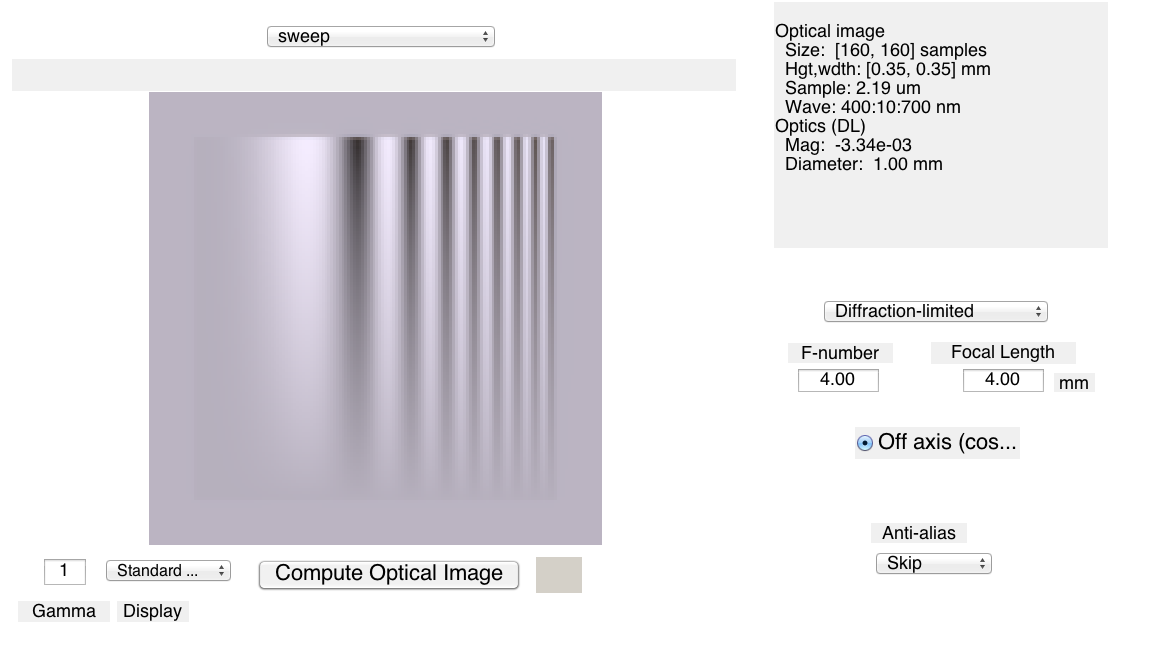 sweep
Optical image
Size: [160, 160] samples
Hgt,wdth: [0.35, 0.35] mm
Sample: 2.19 um
Wave: 400:10:700 nm
Optics (DL)
Mag: -3.34e-03
Diameter: 1.00 mm
Diffraction-limited
F-number
Focal Length
4.00
4.00
mm
Off axis (cos...
Anti-alias
Skip
1
Standard ...
Compute Optical Image
Gamma
Display